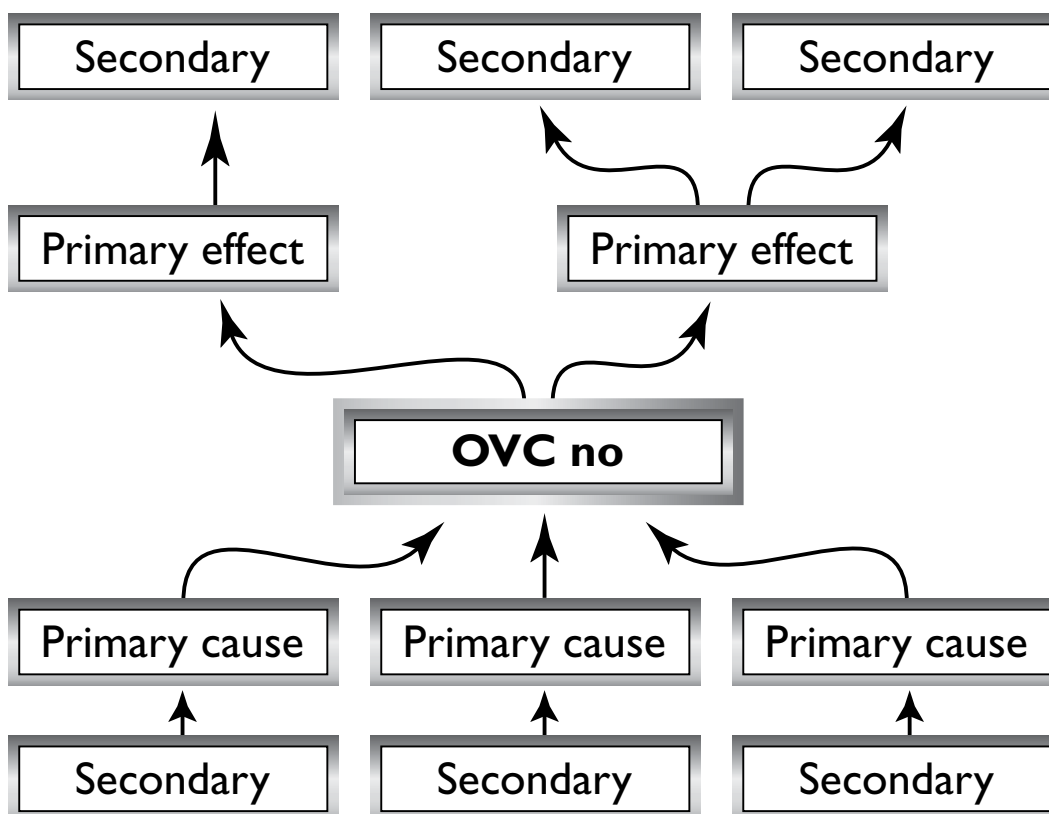 Secondary
Secondary
Secondary
Primary effect
Primary effect
OVC no
Primary cause
Primary cause
Primary cause
Secondary
Secondary
Secondary